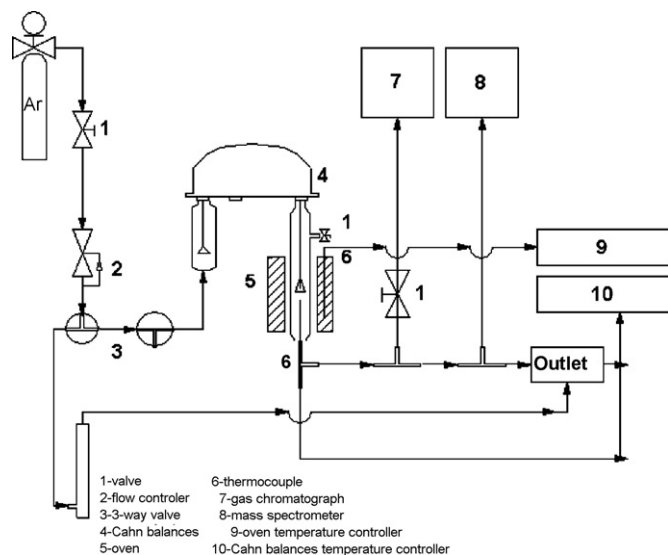 7
8
Ar
1
4
1
6
9
5
2
10
1
3
6
Outlet
1-valve
2-flow controler
3-3-way valve
4-Cahn balances
5-oven
6-thermocouple
7-gas chromatograph
8-mass spectrometer
9-oven temperature controller
10-Cahn balances temperature controller